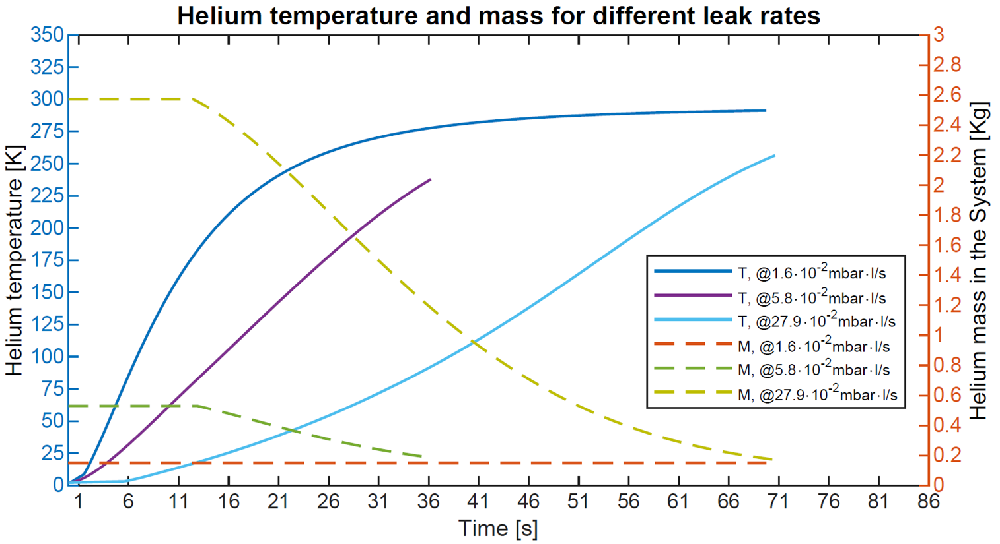 Helium temperature and mass for different leak rates
Helium temperature [K]
350
325
300
275
250
225
200
175
150
125
100
75
50
25
0
3
2.8
2.6
2.4
2.2
2
1.8
1.6
1.4
1.2
1
0.8
0.6
0.4
0.2
0
Helium mass in the System [Kg]
T, @1.6·10⁻²mbar·l/s
T, @5.8·10⁻²mbar·l/s
T, @27.9·10⁻²mbar·l/s
M, @1.6·10⁻²mbar·l/s
M, @5.8·10⁻²mbar·l/s
M, @27.9·10⁻²mbar·l/s
1 6 11 16 21 26 31 36 41 46 51 56 61 66 71 76 81 86
Time [s]